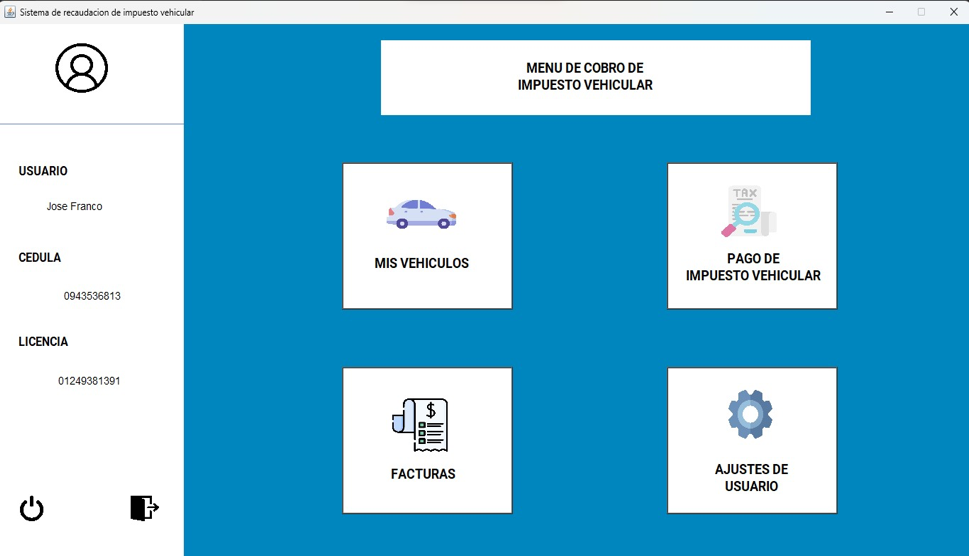 Sistema de recaudacion de impuesto vehicular
MENU DE COBRO DE
IMPUESTO VEHICULAR
USUARIO
Jose Franco
CEDULA
0943536813
LICENCIA
01249381391
MIS VEHICULOS
TAX
PAGO DE
IMPUESTO VEHICULAR
$
FACTURAS
AJUSTES DE
USUARIO